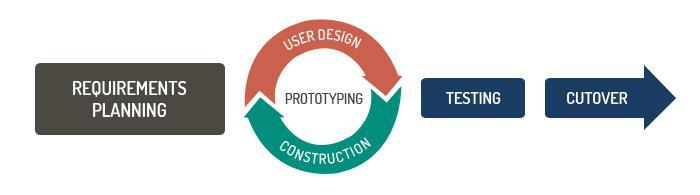 REQUIREMENTS
PLANNING
USER DESIGN
PROTOTYPING
CONSTRUCTION
TESTING
CUTOVER